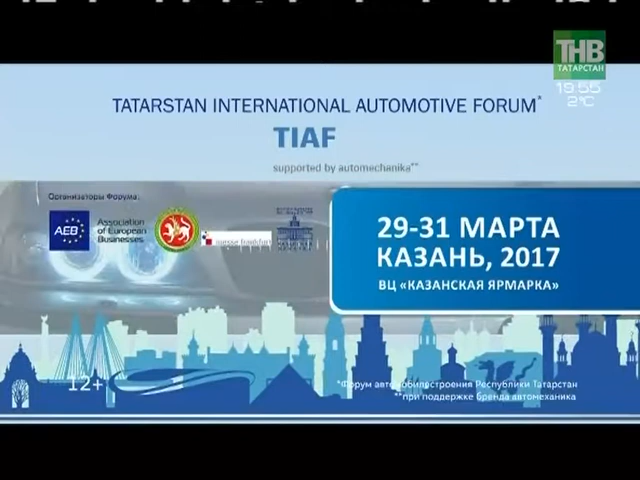 ТНВ
ТАТАРСТАН
19:55
2°C
TATARSTAN INTERNATIONAL AUTOMOTIVE FORUM*
TIAF
supported by automechanika**
Организаторы Форума:
AEB
Association
of European
Businesses
messe frankfurt
29-31 МАРТА
КАЗАНЬ, 2017
ВЦ «КАЗАНСКАЯ ЯРМАРКА»
12+
*Форум автомобилестроения Республики Татарстан
**при поддержке бренда автомеханика